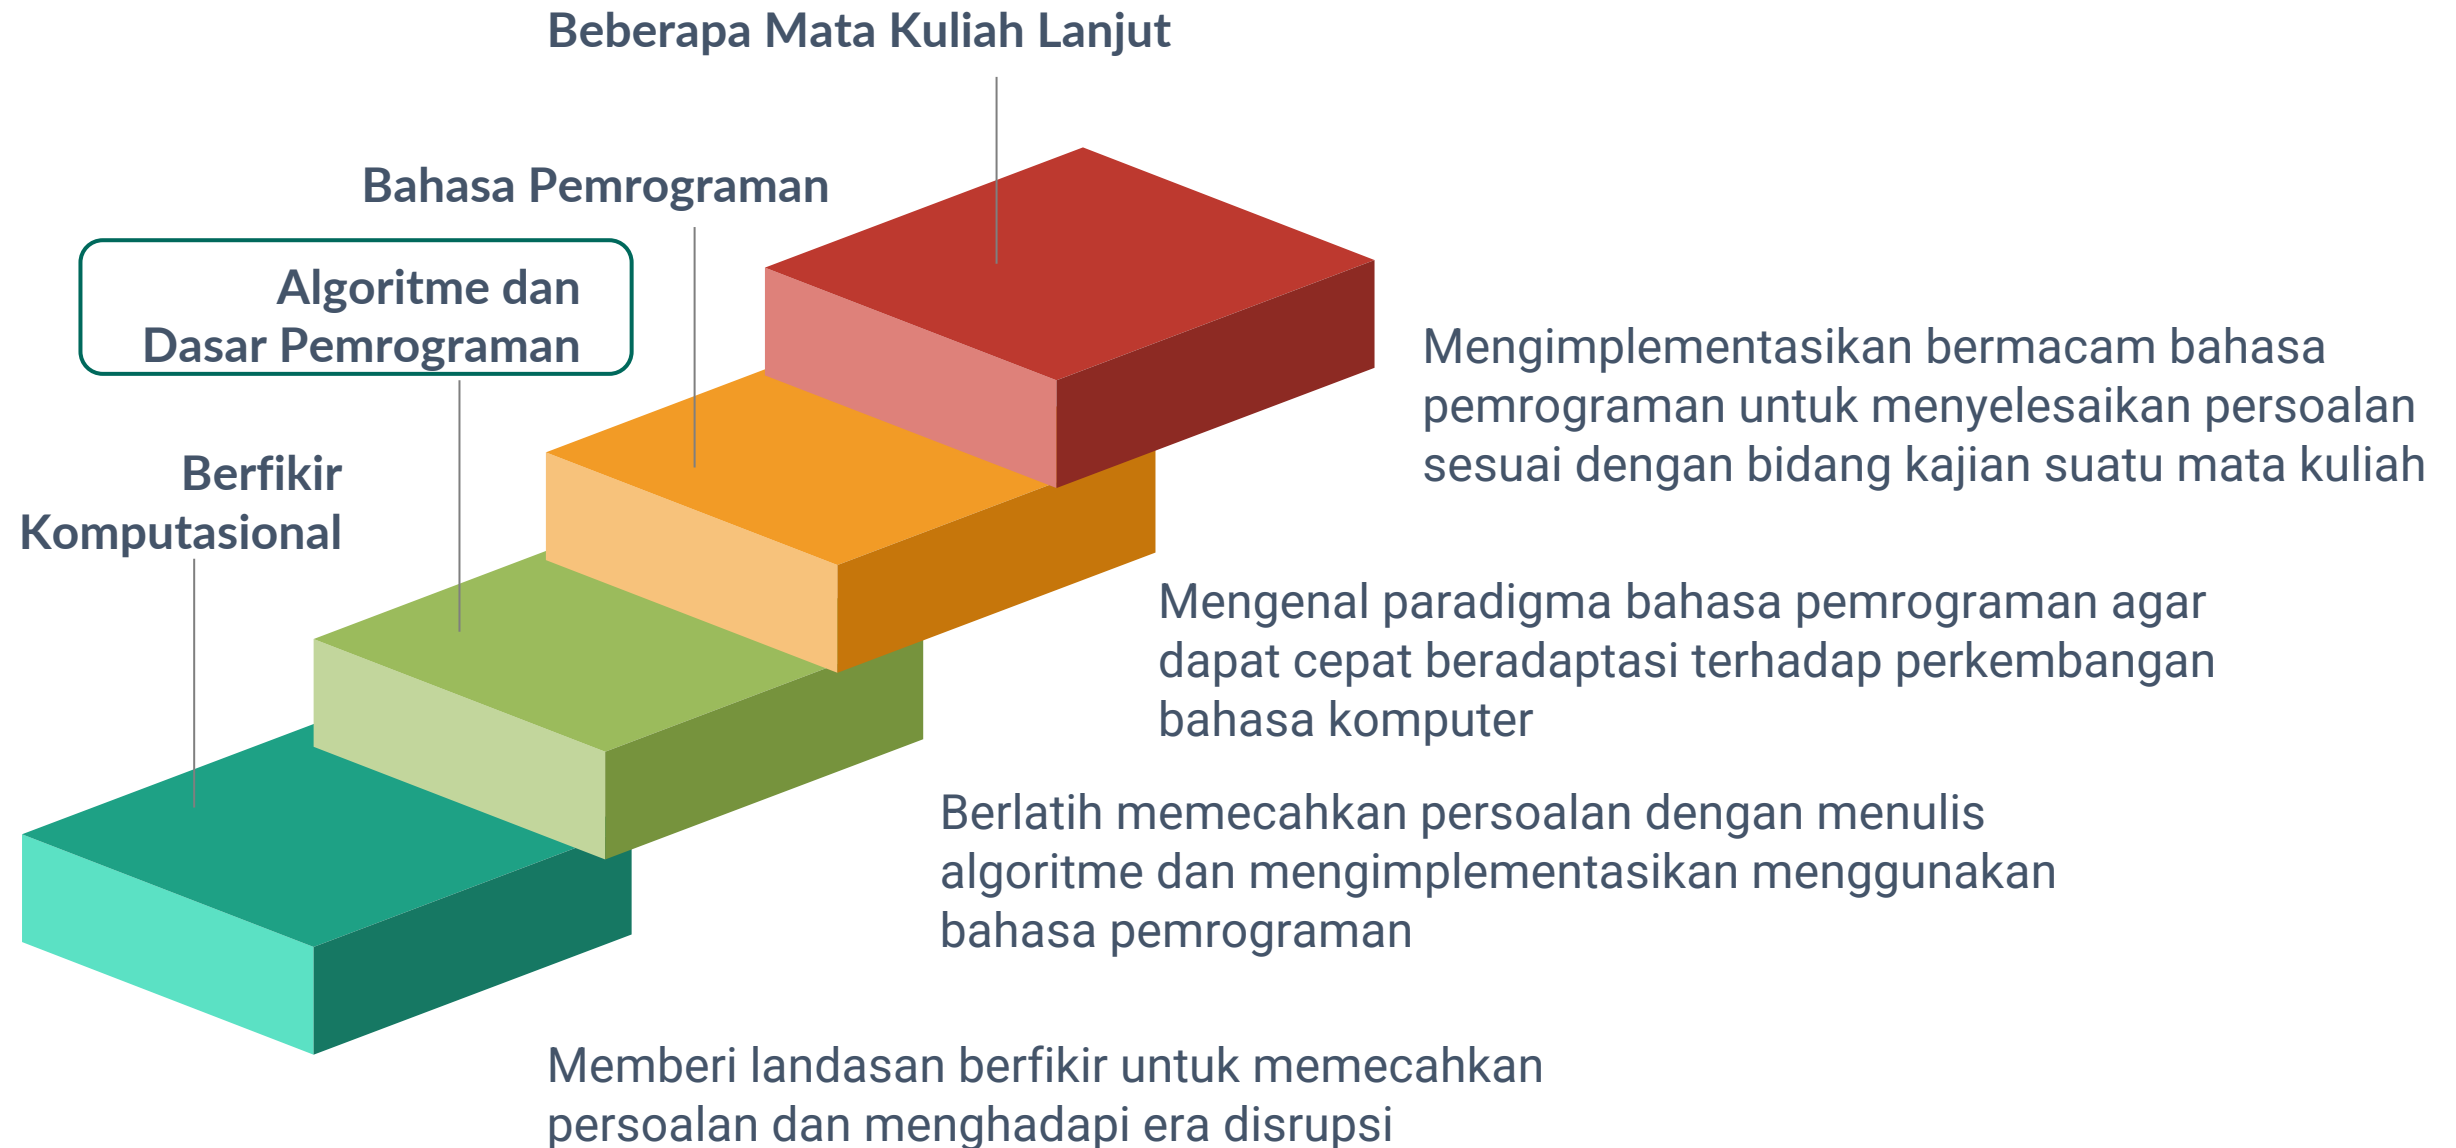 Beberapa Mata Kuliah Lanjut
Bahasa Pemrograman
Algoritme dan
Dasar Pemrograman
Berfikir
Komputasional
Mengimplementasikan bermacam bahasa
pemrograman untuk menyelesaikan persoalan
sesuai dengan bidang kajian suatu mata kuliah
Mengenal paradigma bahasa pemrograman agar
dapat cepat beradaptasi terhadap perkembangan
bahasa komputer
Berlatih memecahkan persoalan dengan menulis
algoritme dan mengimplementasikan menggunakan
bahasa pemrograman
Memberi landasan berfikir untuk memecahkan
persoalan dan menghadapi era disrupsi